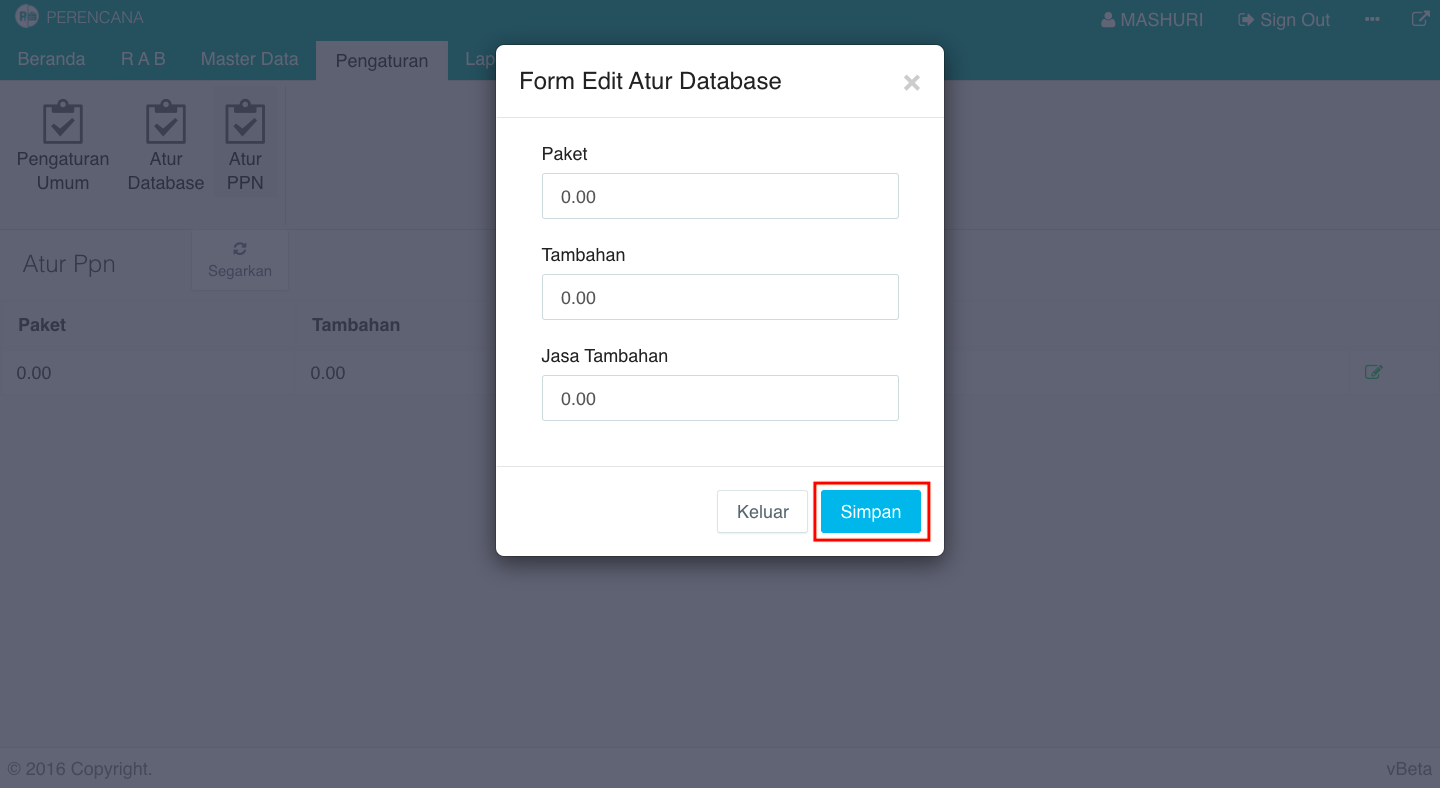 PERENCANA
MASHURI
Sign Out
Beranda
R A B
Master Data
Pengaturan
Lap
Pengaturan
Umum
Atur
Database
Atur
PPN
Atur Ppn
Segarkan
Paket
Tambahan
0.00
0.00
Form Edit Atur Database
Paket
0.00
Tambahan
0.00
Jasa Tambahan
0.00
Keluar
Simpan
© 2016 Copyright.
vBeta